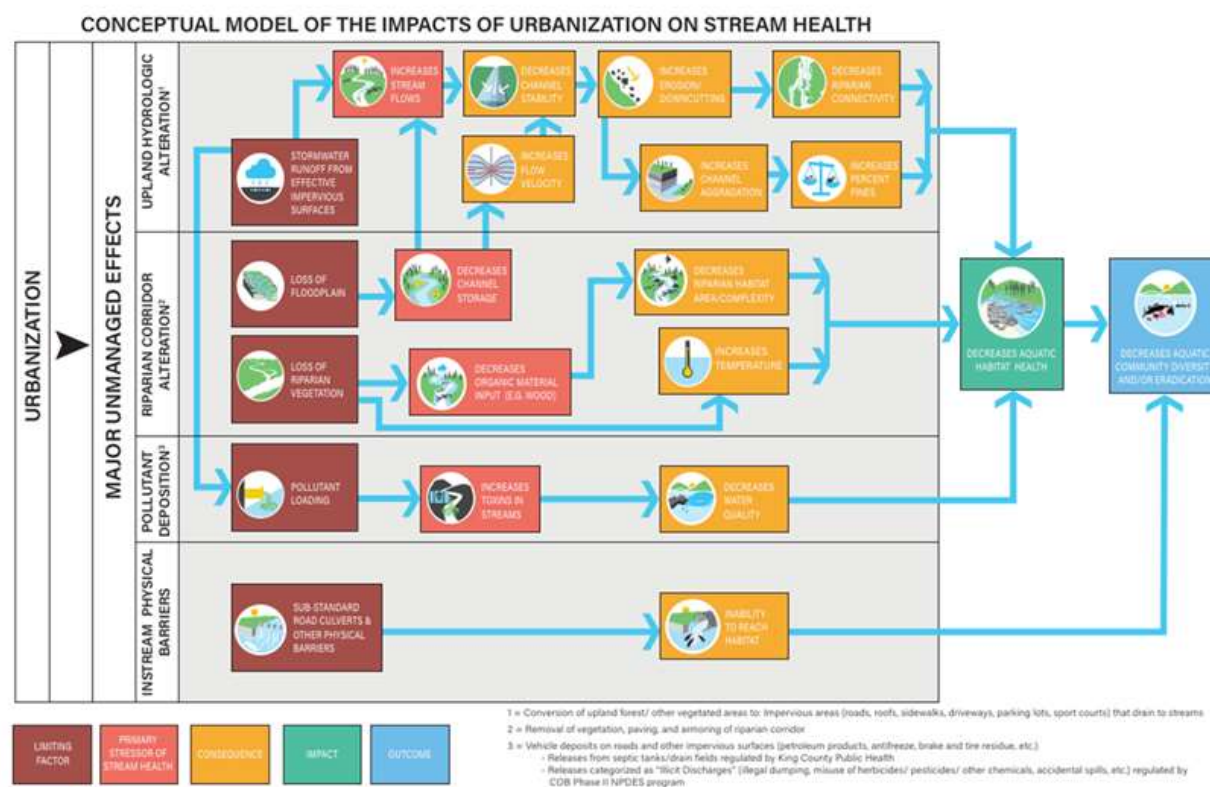 CONCEPTUAL MODEL OF THE IMPACTS OF URBANIZATION ON STREAM HEALTH
URBANIZATION
MAJOR UNMANAGED EFFECTS
UPLAND HYDROLOGIC
ALTERATION¹
INCREASES
STREAM
FLOWS
DECREASES
CHANNEL
STABILITY
INCREASES
EROSION/
DOWNCUTTING
DECREASES
RIPARIAN
CONNECTIVITY
STORMWATER
RUNOFF FROM
EFFECTIVE
IMPERVIOUS
SURFACES
INCREASES
FLOW
VELOCITY
INCREASES
CHANNEL
AGGRADATION
INCREASES
PERCENT
FINES
RIPARIAN CORRIDOR
ALTERATION²
LOSS OF
FLOODPLAIN
DECREASES
CHANNEL
STORAGE
DECREASES
RIPARIAN HABITAT
AREA/COMPLEXITY
LOSS OF
RIPARIAN
VEGETATION
DECREASES
ORGANIC MATERIAL
INPUT (E.G. WOOD)
INCREASES
TEMPERATURE
DECREASES AQUATIC
HABITAT HEALTH
DECREASES AQUATIC
COMMUNITY DIVERSIT
AND/OR ERADICATION
POLLUTANT
DEPOSITION³
POLLUTANT
LOADING
INCREASES
TOXINS IN
STREAMS
DECREASES
WATER
QUALITY
INSTREAM PHYSICAL
BARRIERS
SUB-STANDARD
ROAD CULVERTS &
OTHER PHYSICAL
BARRIERS
INABILITY
TO REACH
HABITAT
LIMITING
FACTOR
PRIMARY
STRESSOR OF
STREAM HEALTH
CONSEQUENCE
IMPACT
OUTCOME
1 = Conversion of upland forest/ other vegetated areas to: Impervious areas (roads, roofs, sidewalks, driveways, parking lots, sport courts) that drain to streams
2 = Removal of vegetation, paving, and armoring of riparian corridor
3 = Vehicle deposits on roads and other impervious surfaces (petroleum products, antifreeze, brake and tire residue, etc.)
- Releases from septic tanks/drain fields regulated by King County Public Health
- Releases categorized as "Illicit Discharges" (illegal dumping, misuse of herbicides/ pesticides/ other chemicals, accidental spills, etc.) regulated by
COB Phase II NPDES program